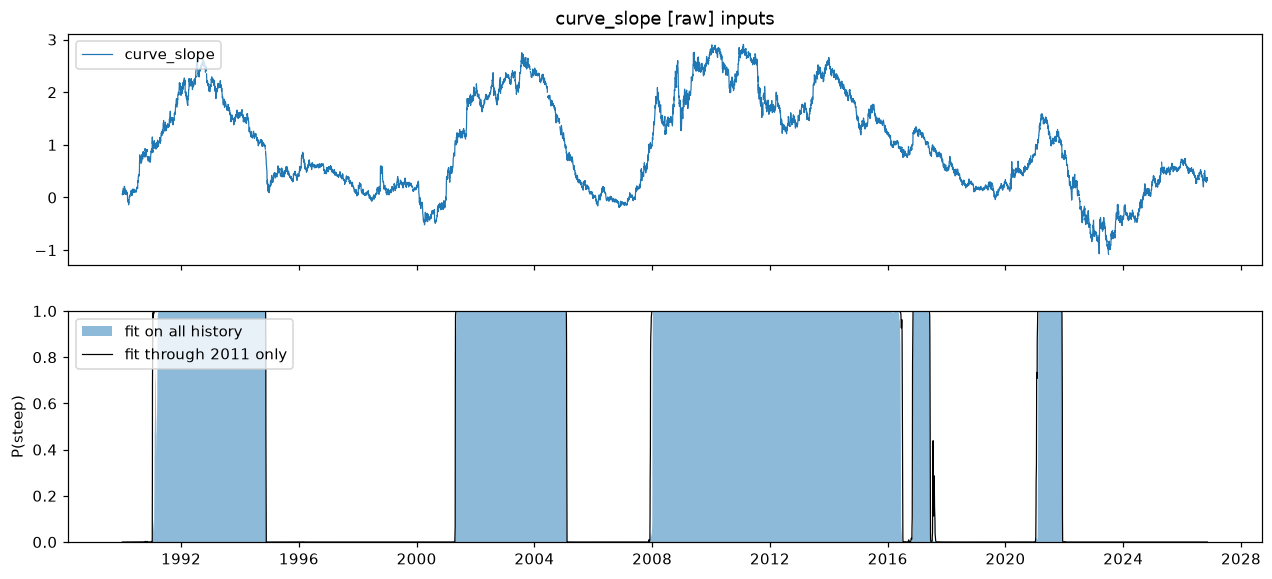 curve_slope [raw] inputs
curve_slope
3
2
1
0
−1
fit on all history
fit through 2011 only
P(steep)
1.0
0.8
0.6
0.4
0.2
0.0
1992 1996 2000 2004 2008 2012 2016 2020 2024 2028